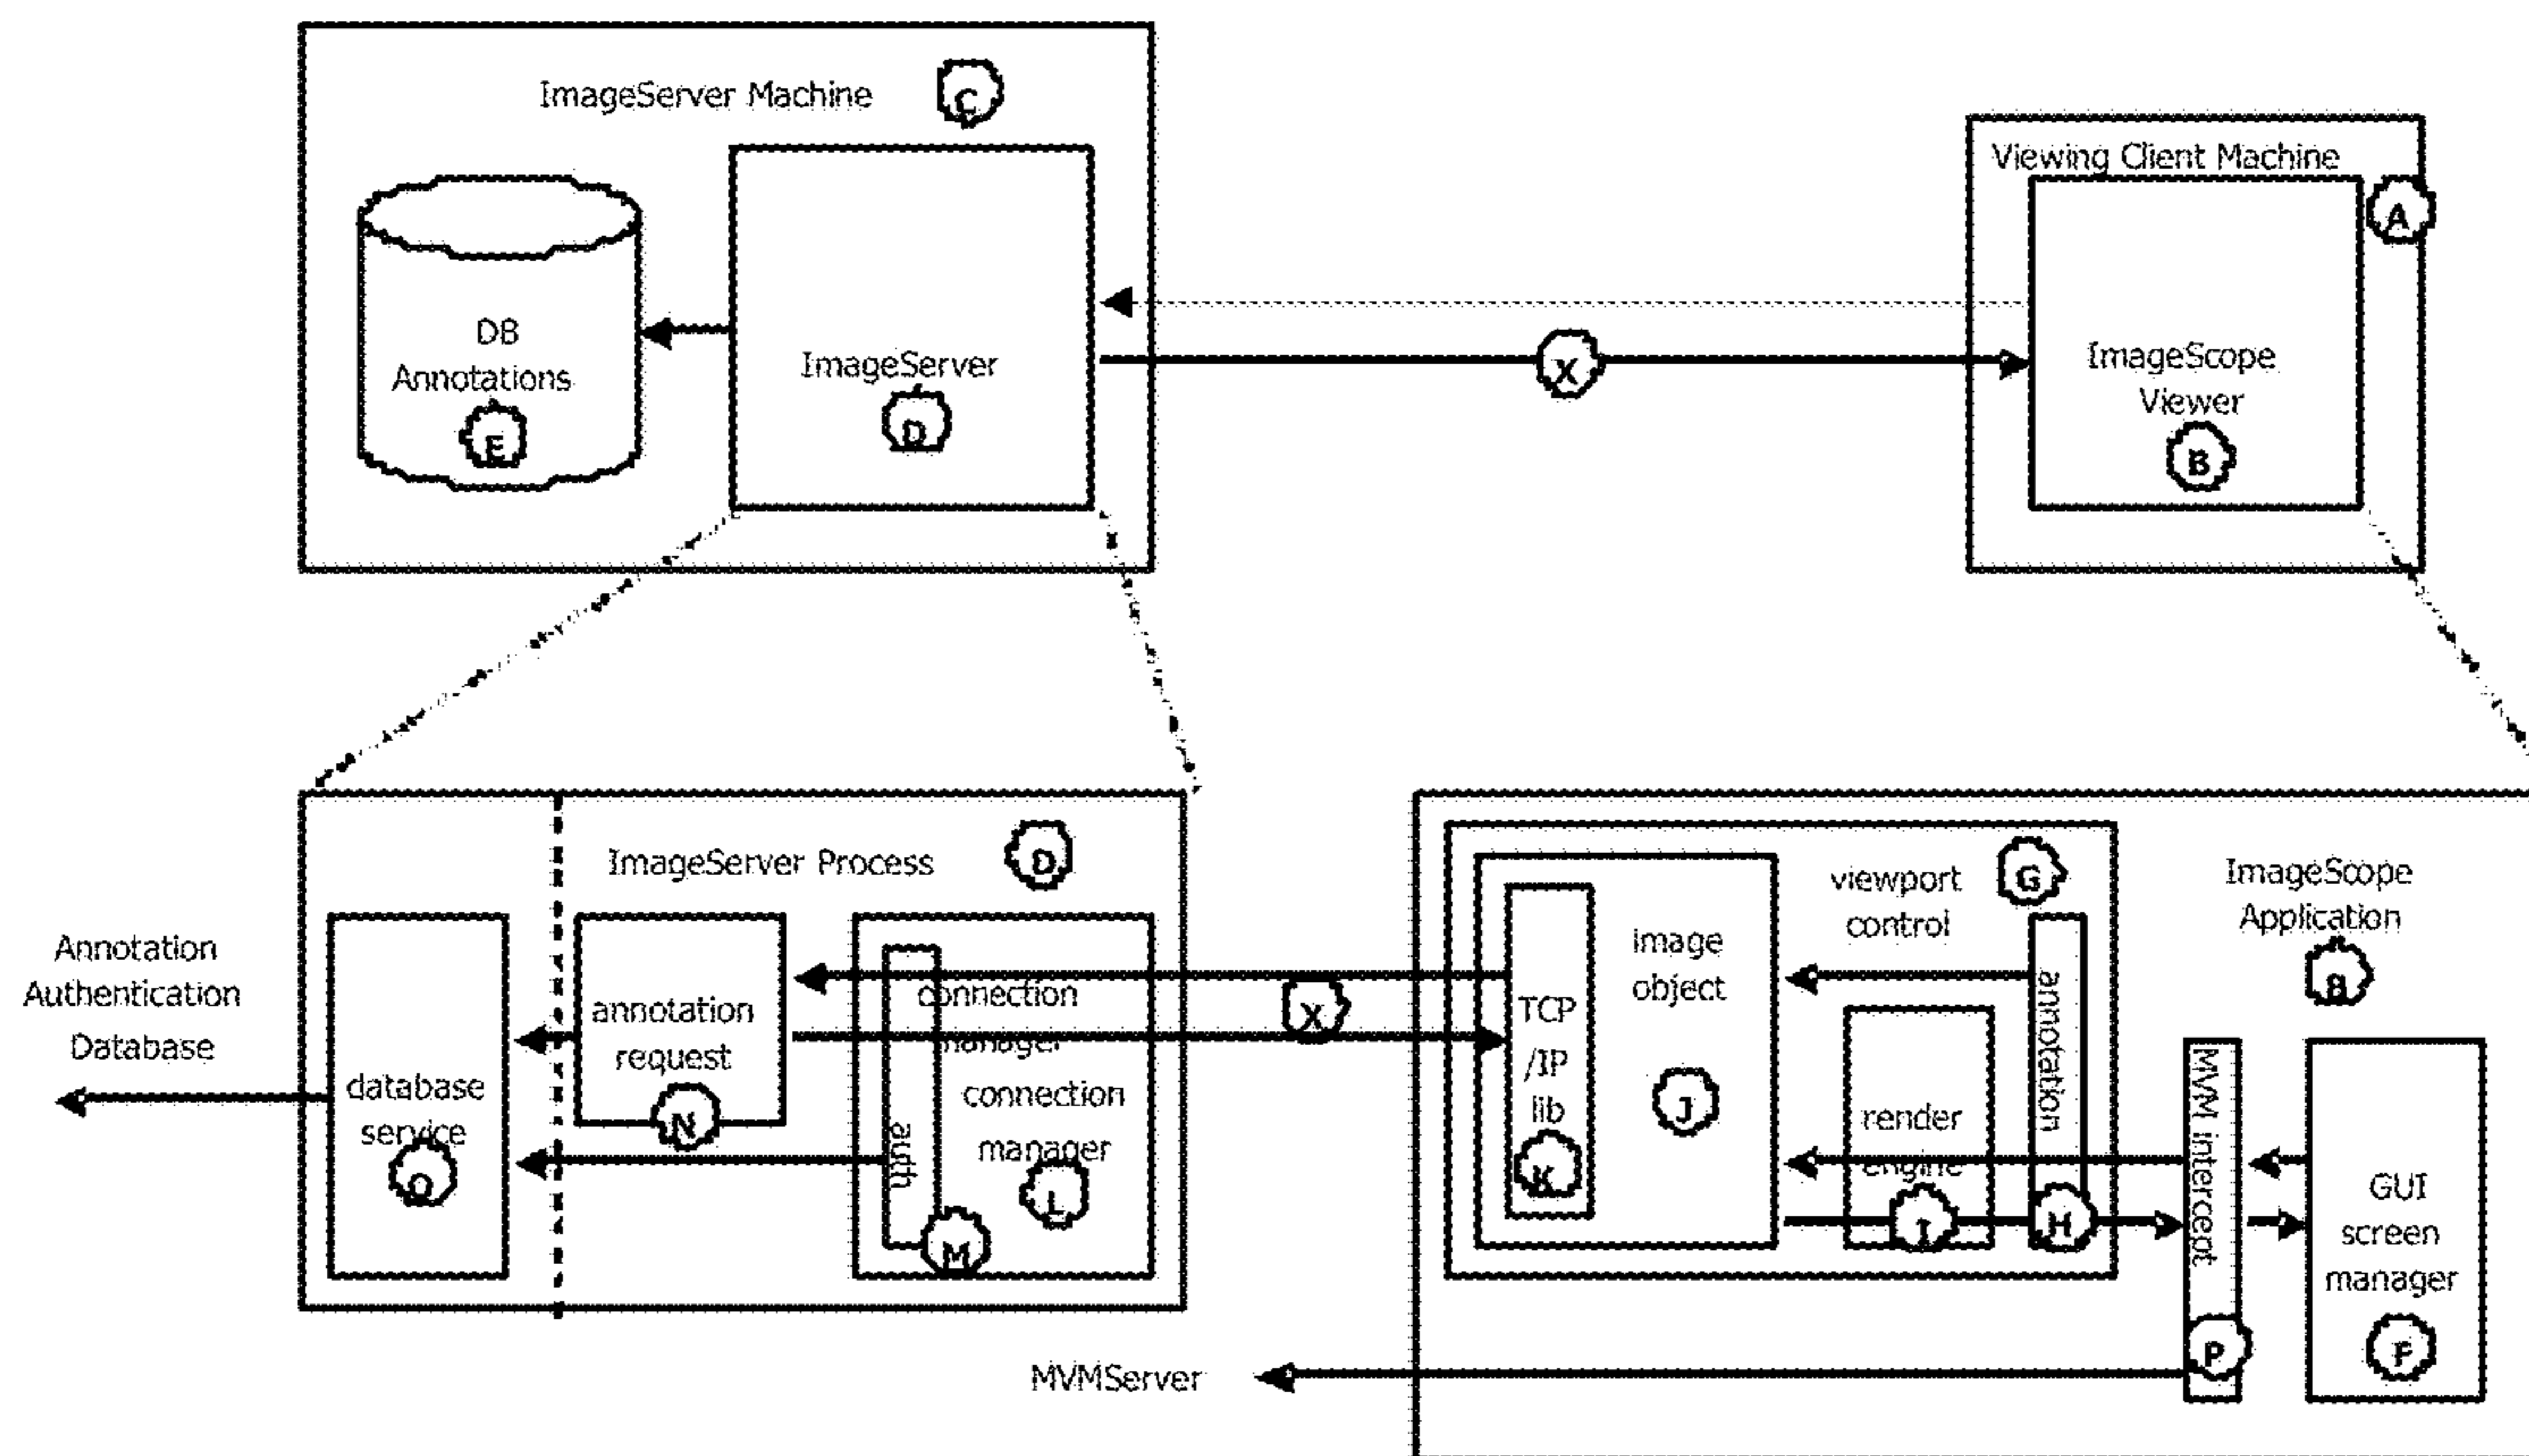 ImageServer Machine
C
Viewing Client Machine
A
DB
Annotations
E
ImageServer
D
X
ImageScope
Viewer
B
ImageServer Process
D
Annotation
Authentication
Database
database
service
O
annotation
request
N
connection
manager
connection
manager
L
auth
M
X
TCP
/IP
lib
K
image
object
J
viewport
control
G
render
engine
I
annotation
H
ImageScope
Application
B
MVM intercept
P
GUI
screen
manager
F
MVMServer